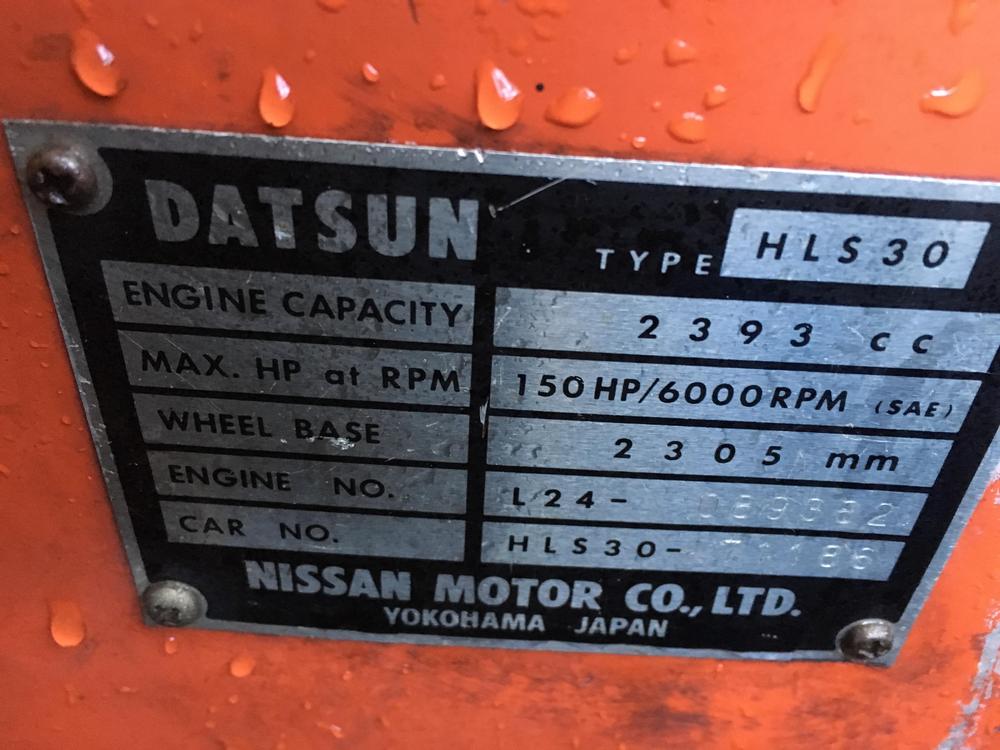 DATSUN TYPE HLS30
ENGINE CAPACITY 2393 cc
MAX. HP at RPM 150HP/6000RPM (SAE)
WHEEL BASE 2305 mm
ENGINE NO. L24-
CAR NO. HLS30-
NISSAN MOTOR CO., LTD.
YOKOHAMA JAPAN